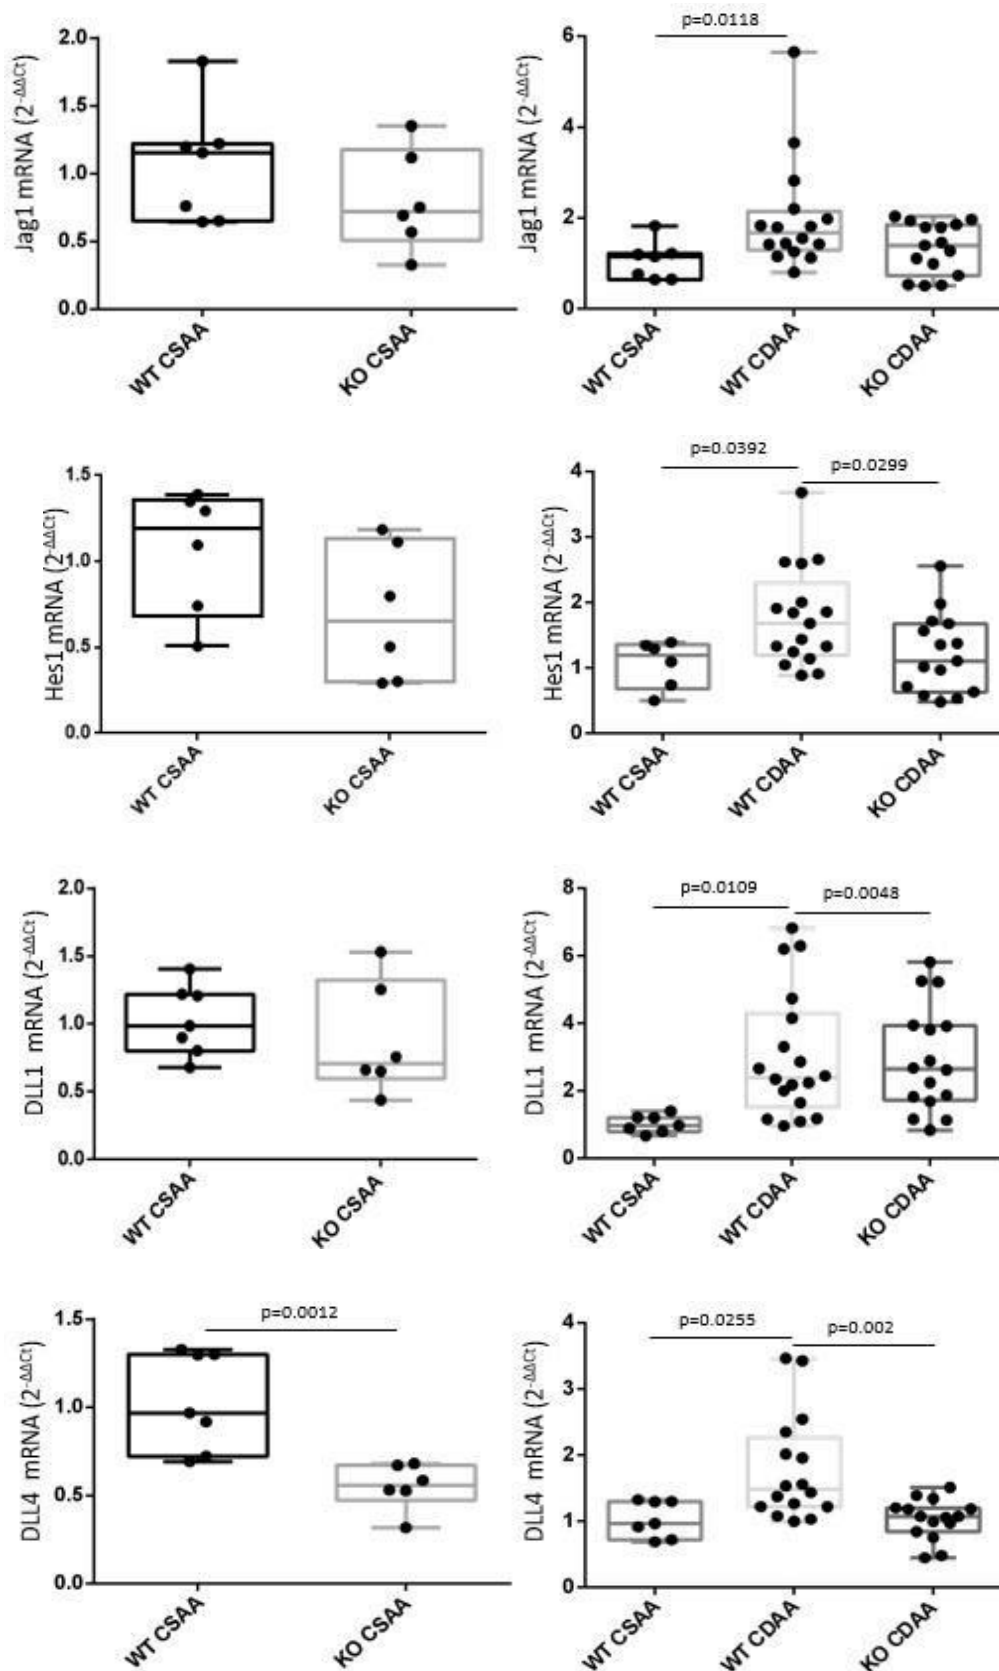 Jag1 mRNA (2^-ΔΔCt)
2.0
1.5
1.0
0.5
0.0
WT CSAA
KO CSAA
Jag1 mRNA (2^-ΔΔCt)
p=0.0118
6
4
2
0
WT CSAA
WT CDAA
KO CDAA
Hes1 mRNA (2^-ΔΔCt)
1.5
1.0
0.5
0.0
WT CSAA
KO CSAA
Hes1 mRNA (2^-ΔΔCt)
p=0.0392
p=0.0299
4
3
2
1
0
WT CSAA
WT CDAA
KO CDAA
DLL1 mRNA (2^-ΔΔCt)
2.0
1.5
1.0
0.5
0.0
WT CSAA
KO CSAA
DLL1 mRNA (2^-ΔΔCt)
p=0.0109
p=0.0048
8
6
4
2
0
WT CSAA
WT CDAA
KO CDAA
DLL4 mRNA (2^-ΔΔCt)
p=0.0012
1.5
1.0
0.5
0.0
WT CSAA
KO CSAA
DLL4 mRNA (2^-ΔΔCt)
p=0.0255
p=0.002
4
3
2
1
0
WT CSAA
WT CDAA
KO CDAA